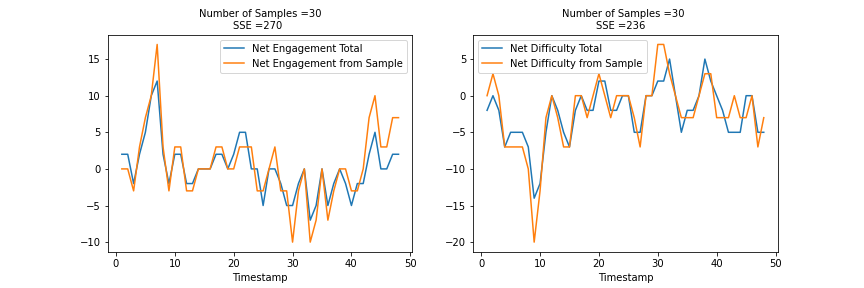 Number of Samples =30
SSE =270
Net Engagement Total
Net Engagement from Sample
15
10
5
0
−5
−10
0
10
20
30
40
50
Timestamp
Number of Samples =30
SSE =236
Net Difficulty Total
Net Difficulty from Sample
5
0
−5
−10
−15
−20
0
10
20
30
40
50
Timestamp